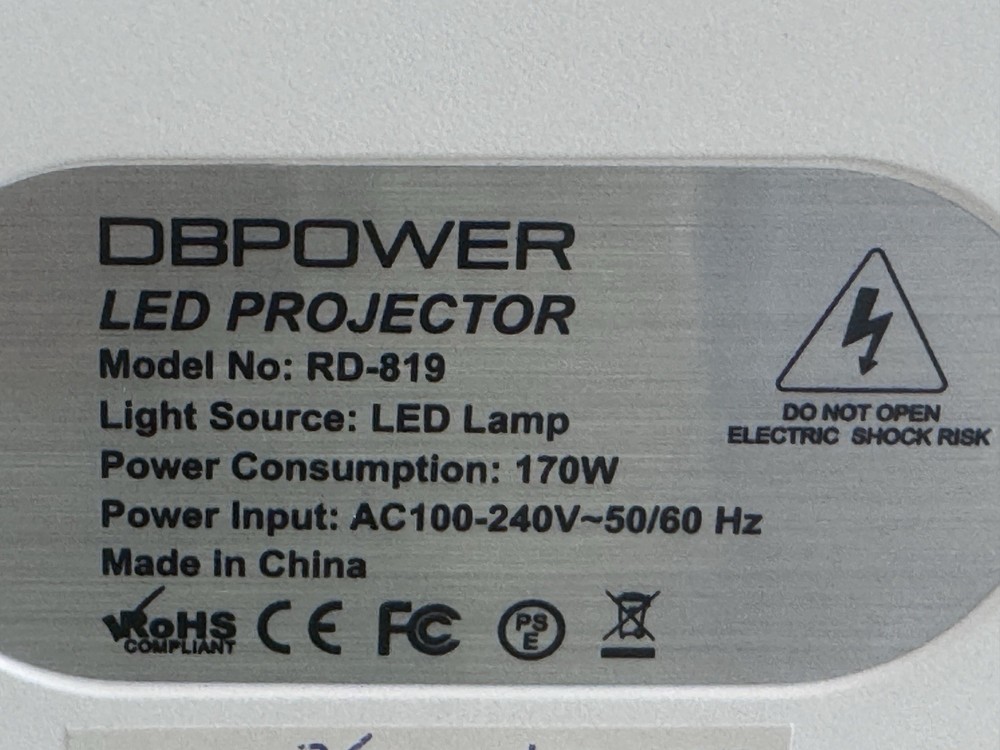 DBPOWER
LED PROJECTOR
Model No: RD-819
Light Source: LED Lamp
Power Consumption: 170W
Power Input: AC100-240V~50/60 Hz
Made in China
RoHS
COMPLIANT
CE FC PSE
DO NOT OPEN
ELECTRIC SHOCK RISK